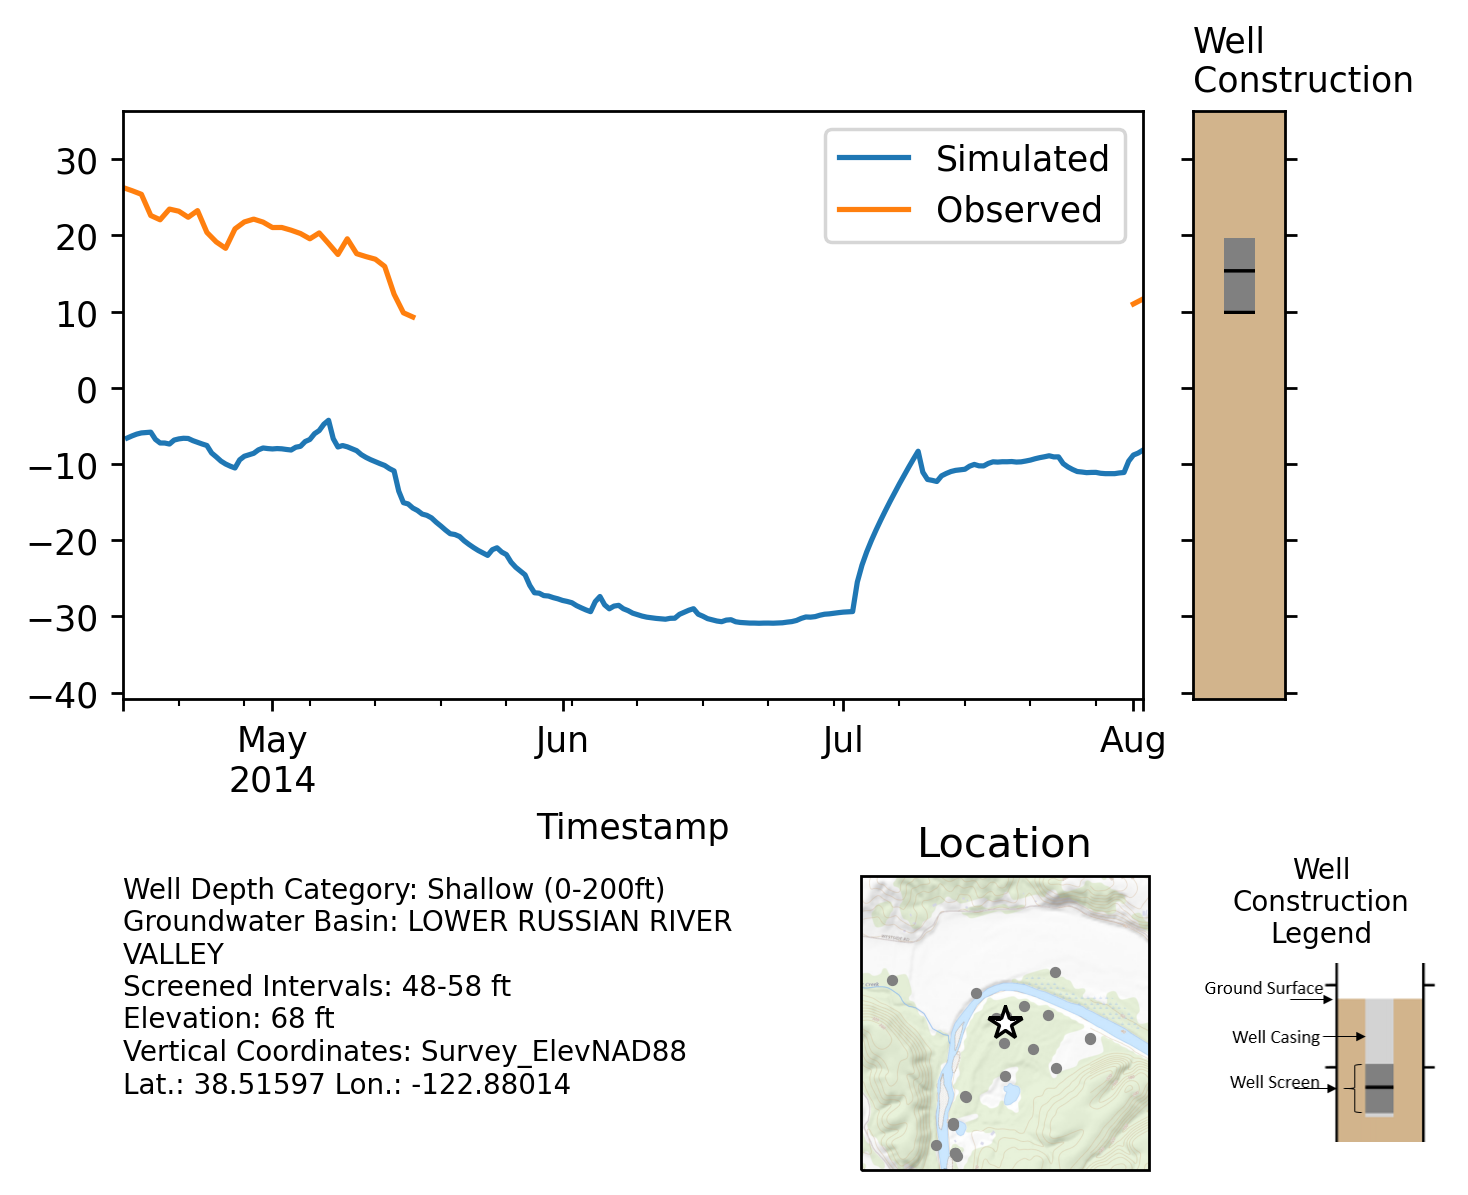 Well
Construction
30
20
10
0
−10
−20
−30
−40
Simulated
Observed
May
2014
Jun
Jul
Aug
Timestamp
Well Depth Category: Shallow (0-200ft)
Groundwater Basin: LOWER RUSSIAN RIVER
VALLEY
Screened Intervals: 48-58 ft
Elevation: 68 ft
Vertical Coordinates: Survey_ElevNAD88
Lat.: 38.51597 Lon.: -122.88014
Location
Well
Construction
Legend
Ground Surface
Well Casing
Well Screen